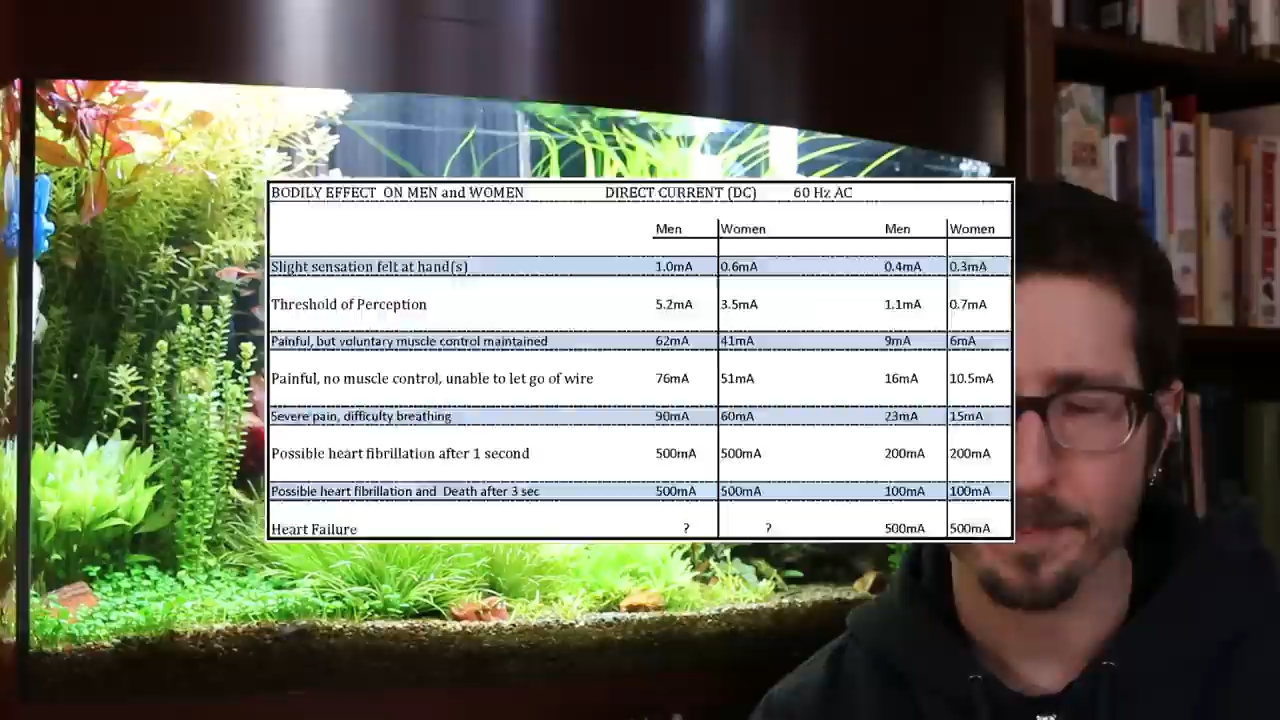 BODILY EFFECT ON MEN and WOMEN DIRECT CURRENT (DC) 60 Hz AC
Men Women Men Women
Slight sensation felt at hand(s) 1.0mA 0.6mA 0.4mA 0.3mA
Threshold of Perception 5.2mA 3.5mA 1.1mA 0.7mA
Painful, but voluntary muscle control maintained 62mA 41mA 9mA 6mA
Painful, no muscle control, unable to let go of wire 76mA 51mA 16mA 10.5mA
Severe pain, difficulty breathing 90mA 60mA 23mA 15mA
Possible heart fibrillation after 1 second 500mA 500mA 200mA 200mA
Possible heart fibrillation and Death after 3 sec 500mA 500mA 100mA 100mA
Heart Failure ? ? 500mA 500mA